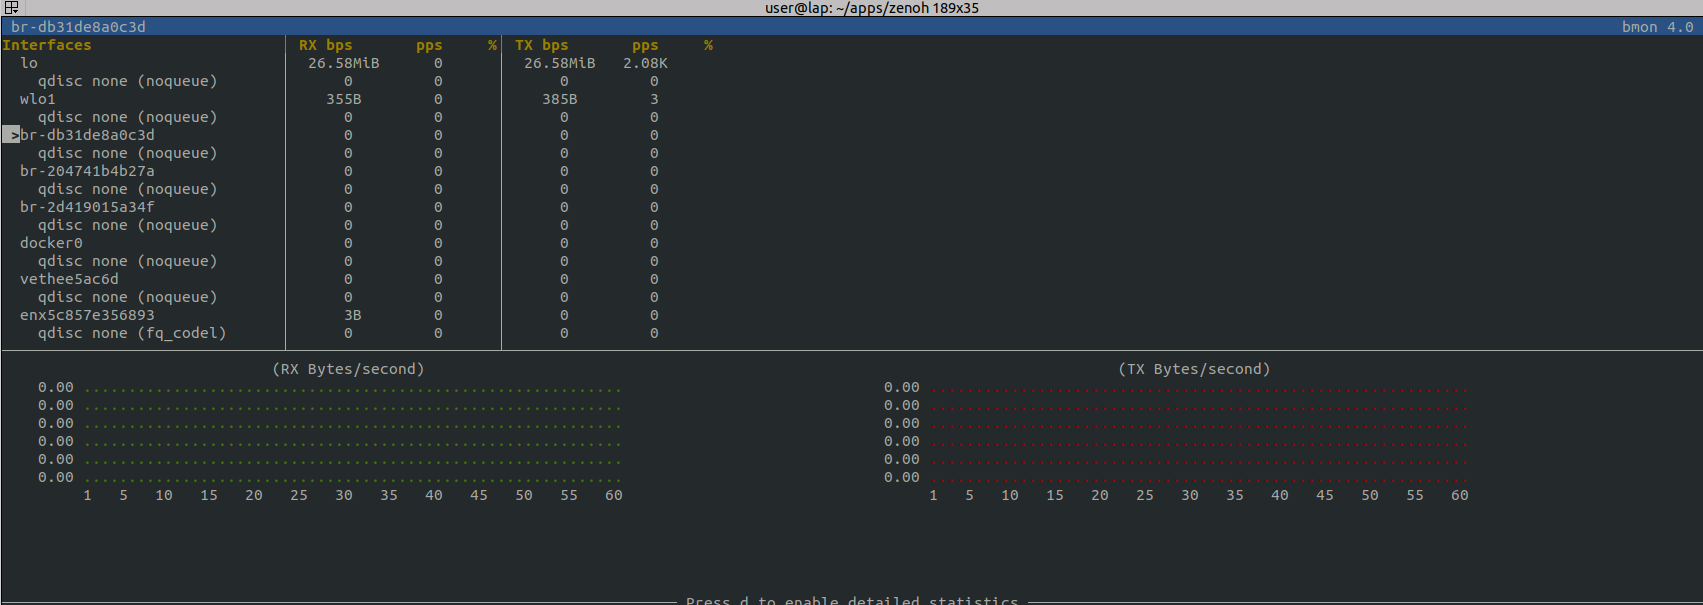 user@lap: ~/apps/zenoh 189x35
br-db31de8a0c3d bmon 4.0
Interfaces RX bps pps % TX bps pps %
lo 26.58MiB 0 26.58MiB 2.08K
qdisc none (noqueue) 0 0 0 0
wlo1 355B 0 385B 3
qdisc none (noqueue) 0 0 0 0
>br-db31de8a0c3d 0 0 0 0
qdisc none (noqueue) 0 0 0 0
br-204741b4b27a 0 0 0 0
qdisc none (noqueue) 0 0 0 0
br-2d419015a34f 0 0 0 0
qdisc none (noqueue) 0 0 0 0
docker0 0 0 0 0
qdisc none (noqueue) 0 0 0 0
vethee5ac6d 0 0 0 0
qdisc none (noqueue) 0 0 0 0
enx5c857e356893 3B 0 0 0
qdisc none (fq_codel) 0 0 0 0
(RX Bytes/second) (TX Bytes/second)
0.00 0.00
0.00 0.00
0.00 0.00
0.00 0.00
0.00 0.00
0.00 0.00
1 5 10 15 20 25 30 35 40 45 50 55 60 1 5 10 15 20 25 30 35 40 45 50 55 60
Press d to enable detailed statistics